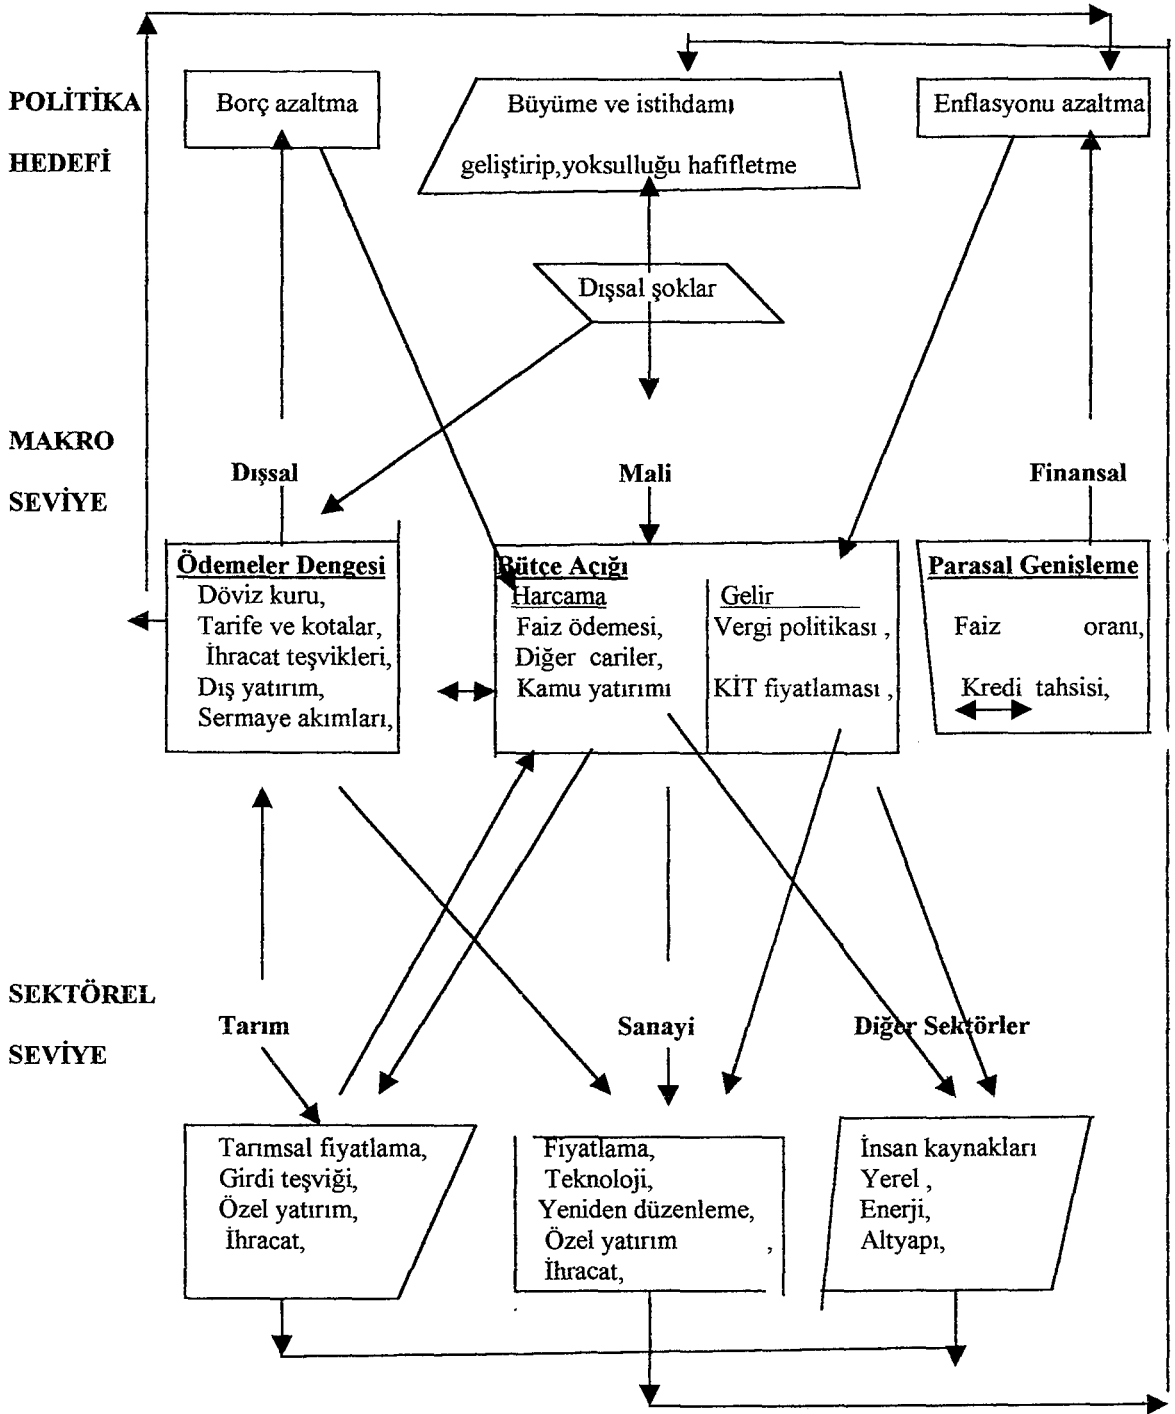 POLİTİKA
HEDEFİ
Borç azaltma
Büyüme ve istihdamı
geliştirip,yoksulluğu hafifletme
Enflasyonu azaltma
Dışsal şoklar
MAKRO
SEVİYE
Dışsal
Mali
Finansal
Ödemeler Dengesi
Döviz kuru,
Tarife ve kotalar,
İhracat teşvikleri,
Dış yatırım,
Sermaye akımları,
Bütçe Açığı
Harcama
Faiz ödemesi,
Diğer cariler,
Kamu yatırımı
Gelir
Vergi politikası ,
KİT fiyatlaması ,
Parasal Genişleme
Faiz oranı,
Kredi tahsisi,
SEKTÖREL
SEVİYE
Tarım
Sanayi
Diğer Sektörler
Tarımsal fiyatlama,
Girdi teşviği,
Özel yatırım,
İhracat,
Fiyatlama,
Teknoloji,
Yeniden düzenleme,
Özel yatırım ,
İhracat,
İnsan kaynakları
Yerel ,
Enerji,
Altyapı,